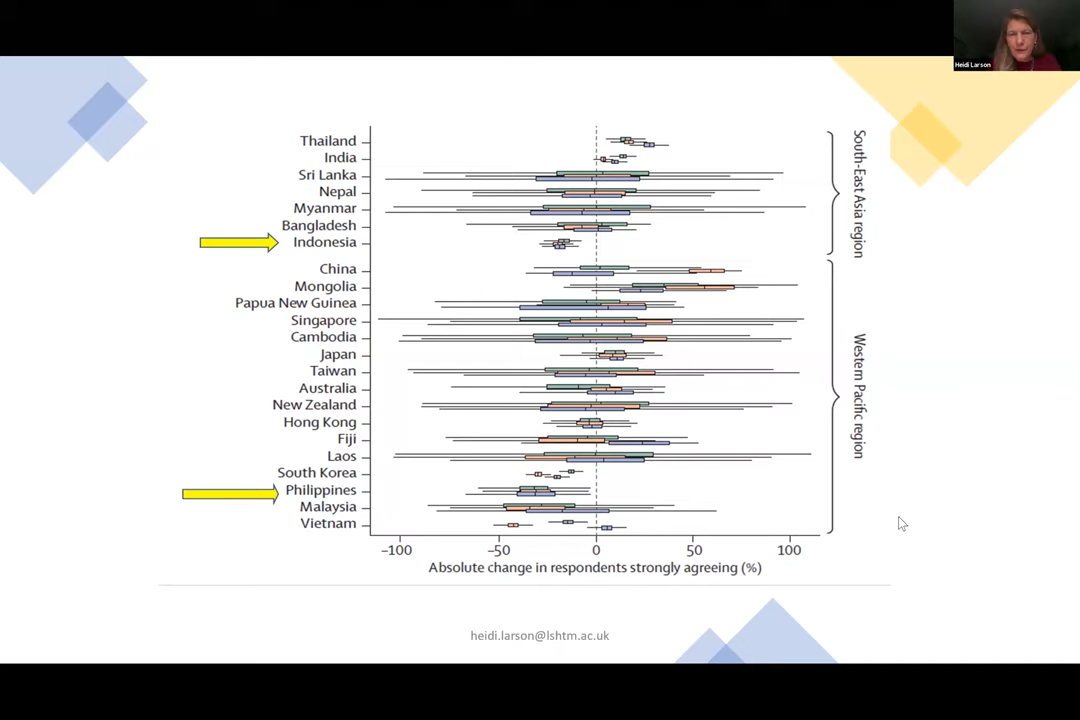 Heidi Larson
Thailand
India
Sri Lanka
Nepal
Myanmar
Bangladesh
Indonesia
South-East Asia region
China
Mongolia
Papua New Guinea
Singapore
Cambodia
Japan
Taiwan
Australia
New Zealand
Hong Kong
Fiji
Laos
South Korea
Philippines
Malaysia
Vietnam
Western Pacific region
−100 −50 0 50 100
Absolute change in respondents strongly agreeing (%)
heidi.larson@lshtm.ac.uk